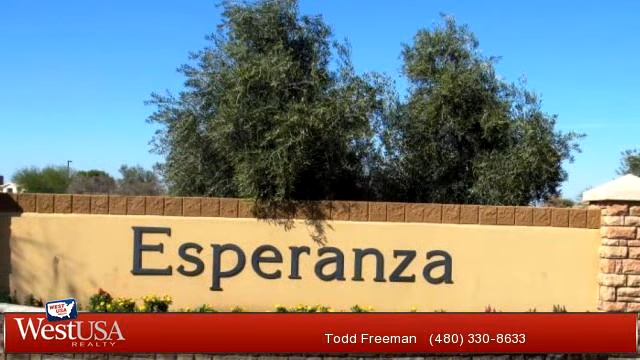 Esperanza
WEST
USA
WestUSA
REALTY
Todd Freeman (480) 330-8633